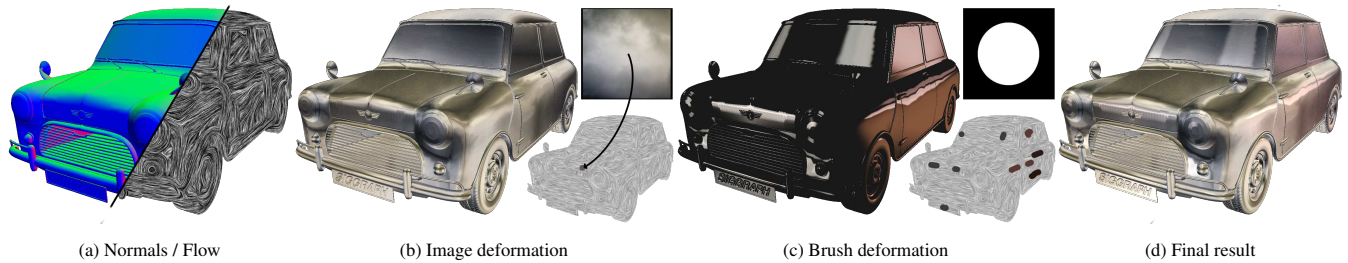 SIGGRAPH
SIGGRAPH
SIGGRAPH
(a) Normals / Flow
(b) Image deformation
(c) Brush deformation
(d) Final result